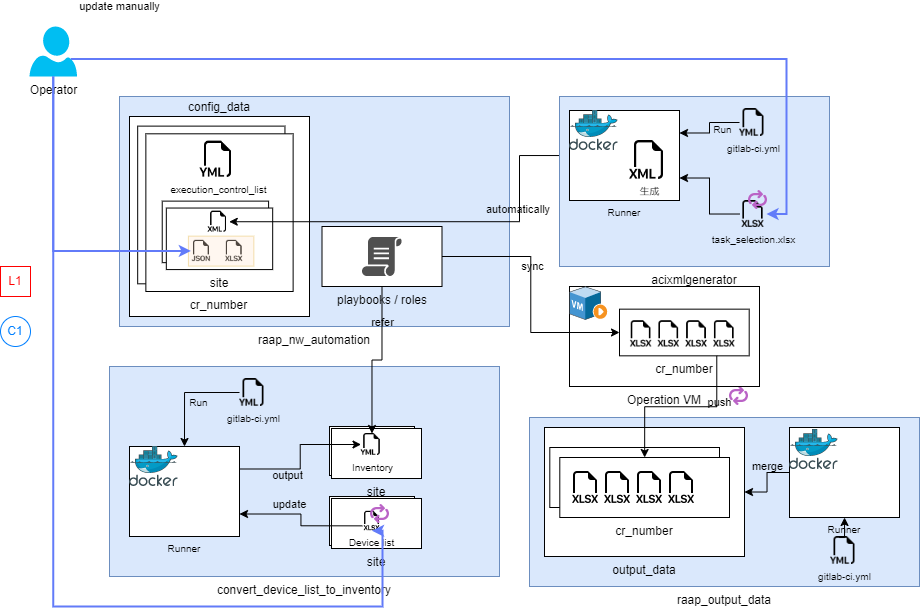 update manually
Operator
config_data
YML
execution_control_list
XML
JSON
XLSX
site
cr_number
playbooks / roles
raap_nw_automation
automatically
sync
refer
docker
XML
生成
Runner
Run
YML
gitlab-ci.yml
XLSX
task_selection.xlsx
acixmlgenerator
L1
C1
VM
XLSX
XLSX
XLSX
XLSX
cr_number
Operation VM
push
Run
YML
gitlab-ci.yml
docker
Runner
output
update
YML
Inventory
site
XLSX
Device list
site
convert_device_list_to_inventory
XLSX
XLSX
XLSX
XLSX
cr_number
output_data
merge
docker
Runner
YML
gitlab-ci.yml
raap_output_data